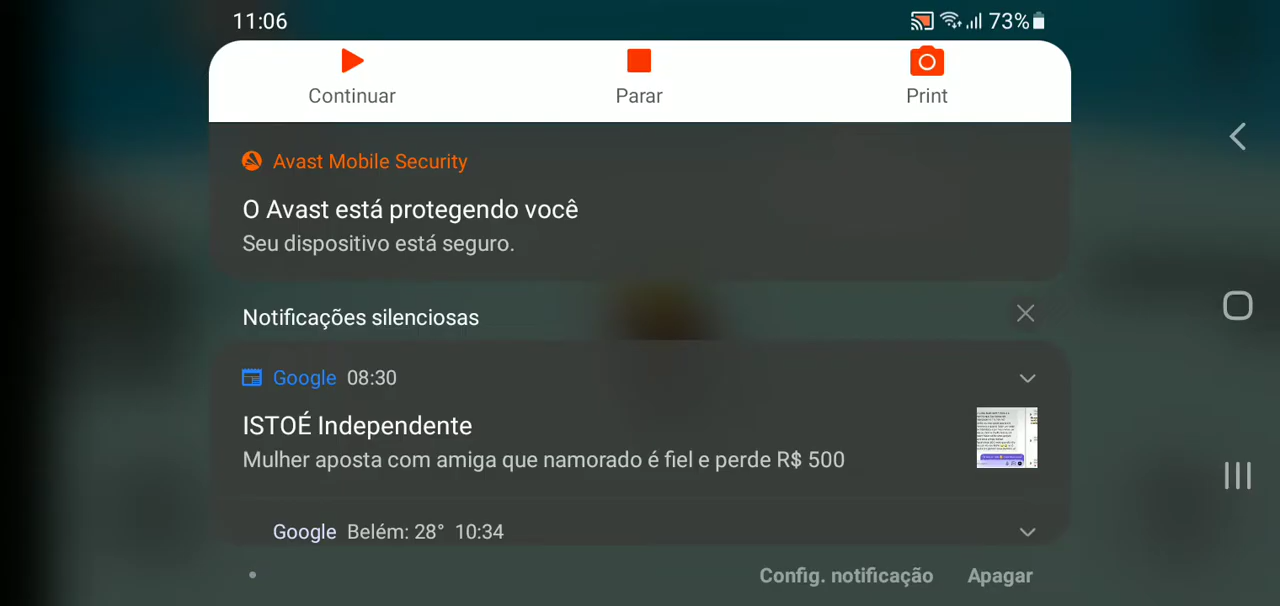 11:06 73%
Continuar Parar Print
Avast Mobile Security
O Avast está protegendo você
Seu dispositivo está seguro.
Notificações silenciosas
Google 08:30
ISTOÉ Independente
Mulher aposta com amiga que namorado é fiel e perde R$ 500
Google Belém: 28° 10:34
Config. notificação Apagar